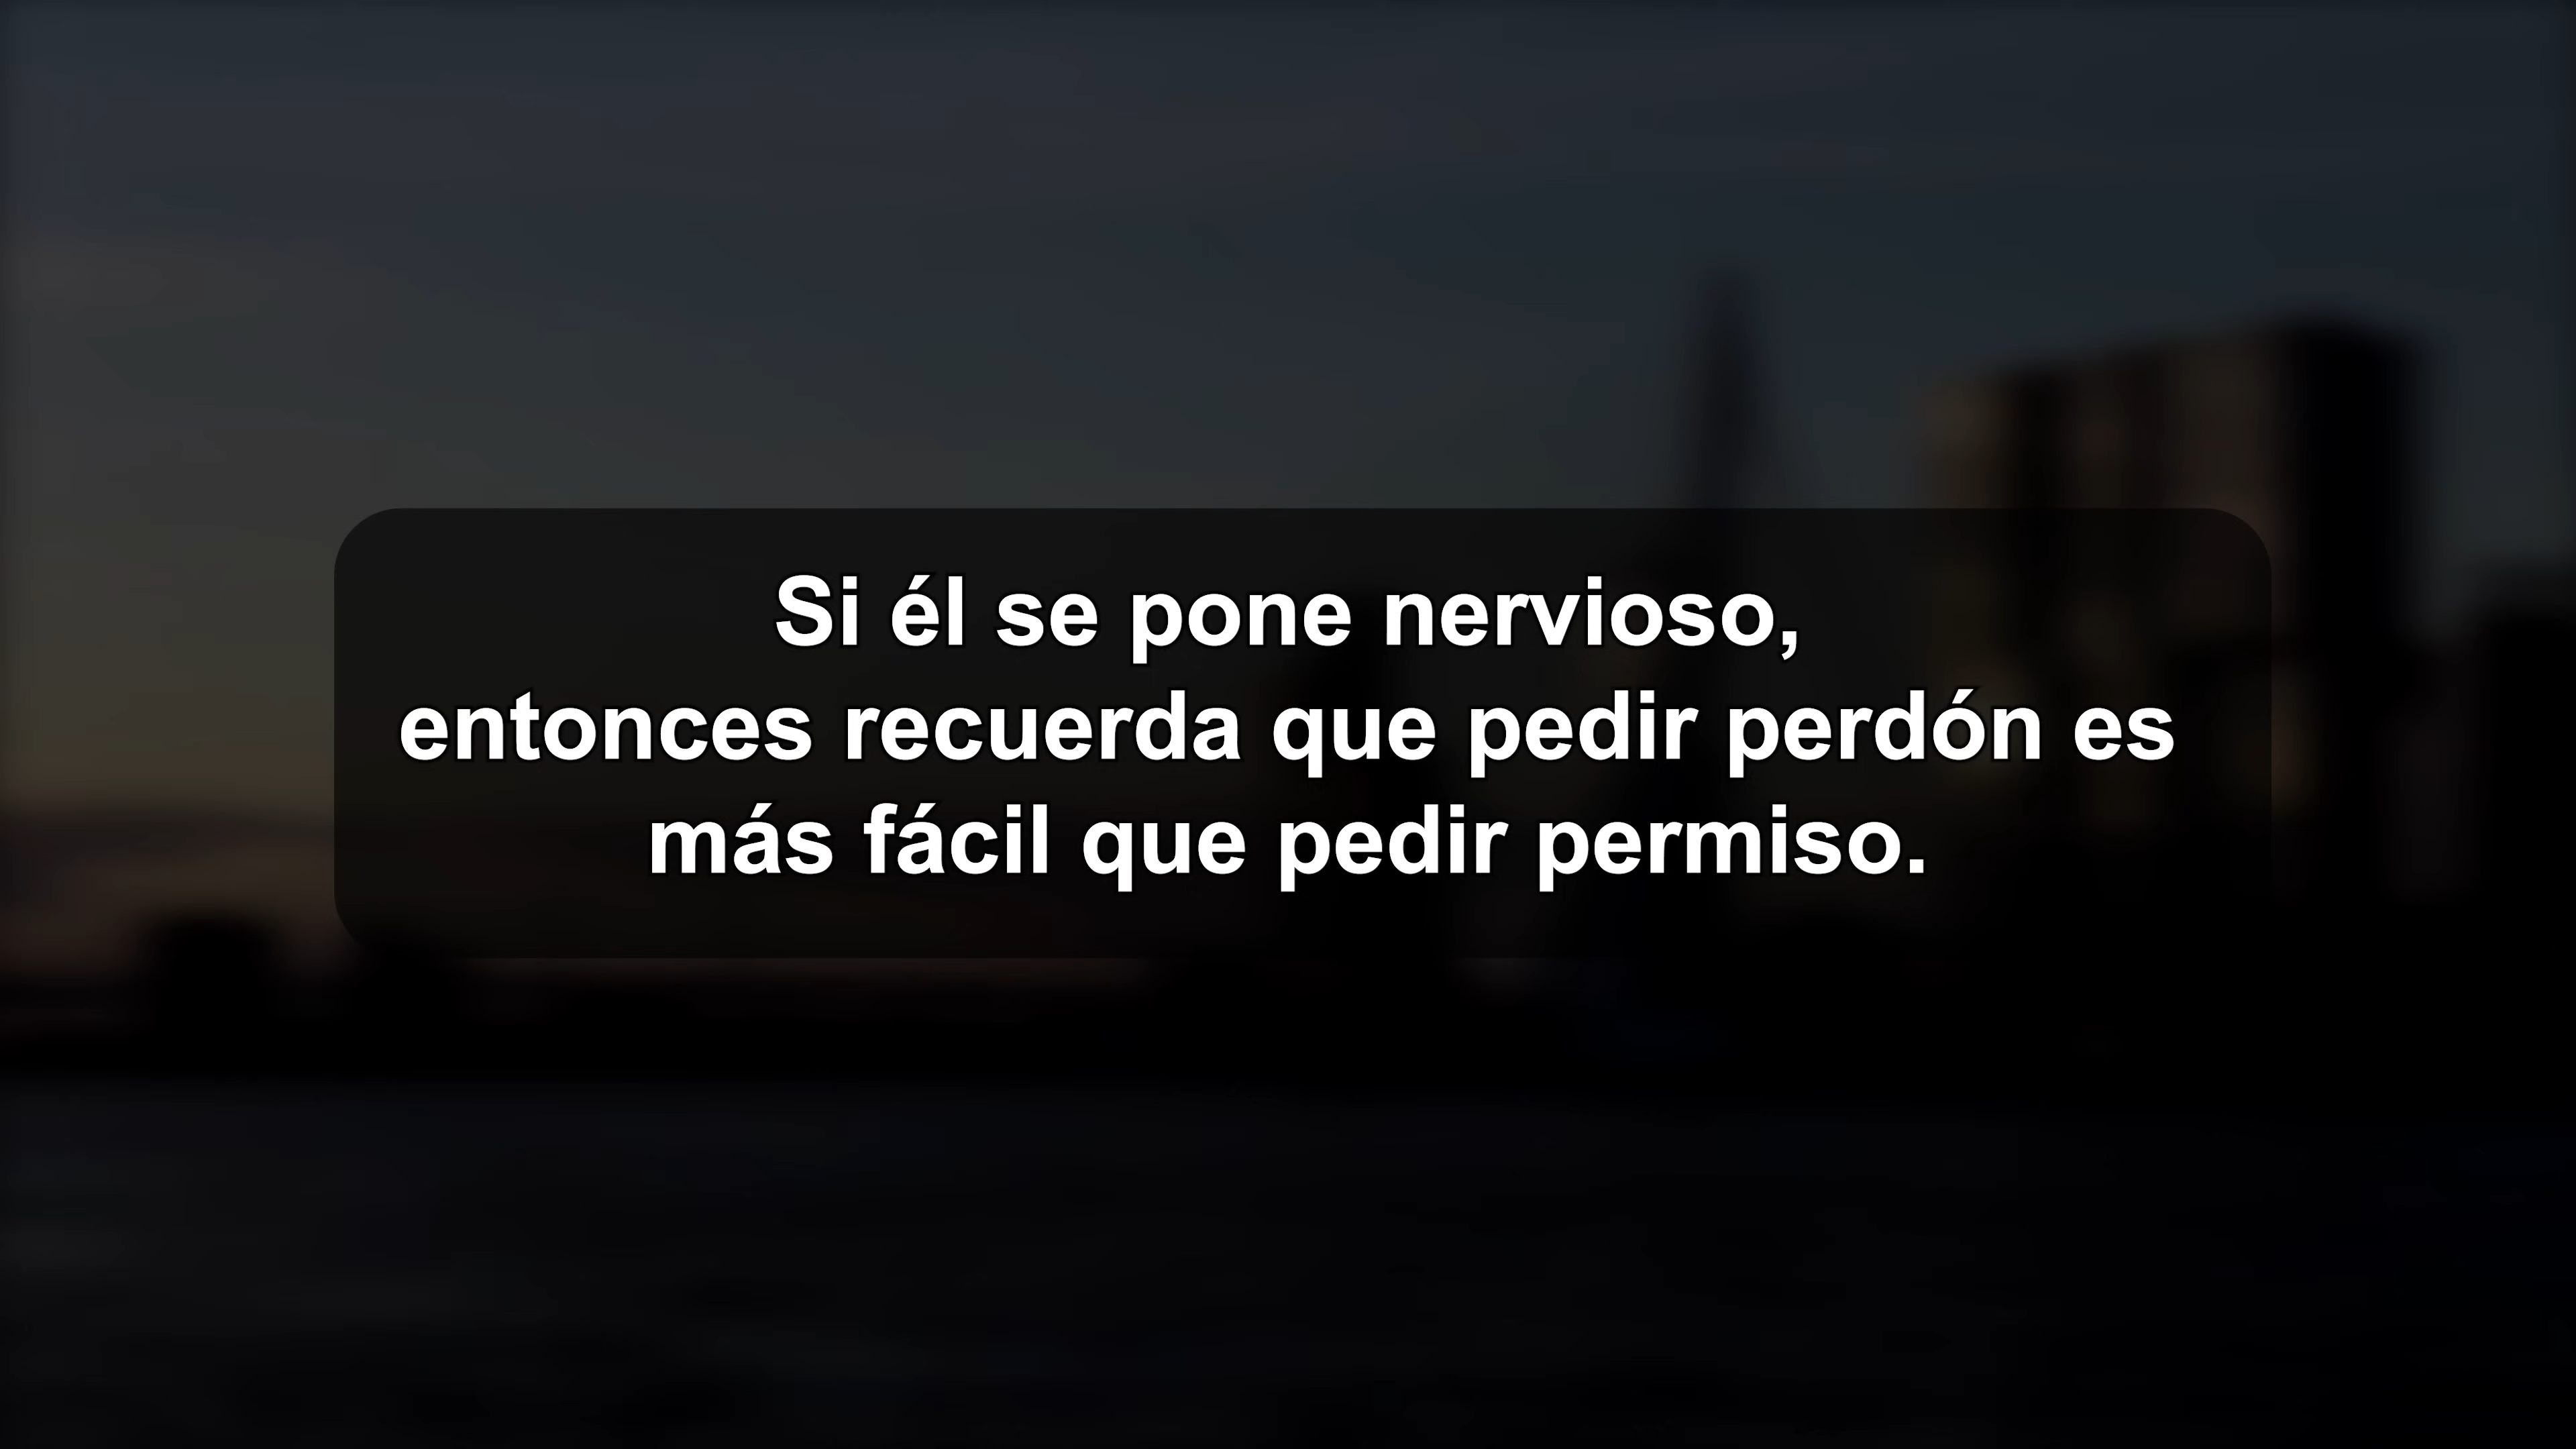 Si él se pone nervioso,
entonces recuerda que pedir perdón es
más fácil que pedir permiso.